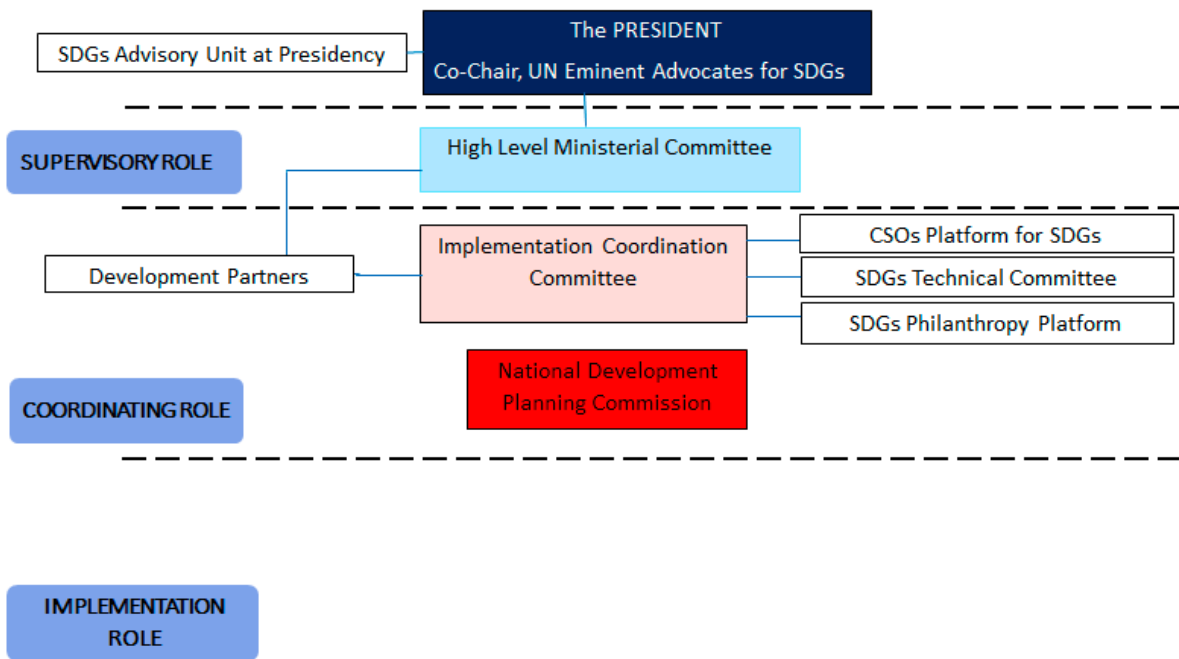 The PRESIDENT
SDGs Advisory Unit at Presidency
Co-Chair, UN Eminent Advocates for SDGs
High Level Ministerial Committee
SUPERVISORY ROLE
CSOs Platform for SDGs
Implementation Coordination
Committee
Development Partners
SDGs Technical Committee
SDGs Philanthropy Platform
National Development
Planning Commission
COORDINATING ROLE
IMPLEMENTATION
ROLE